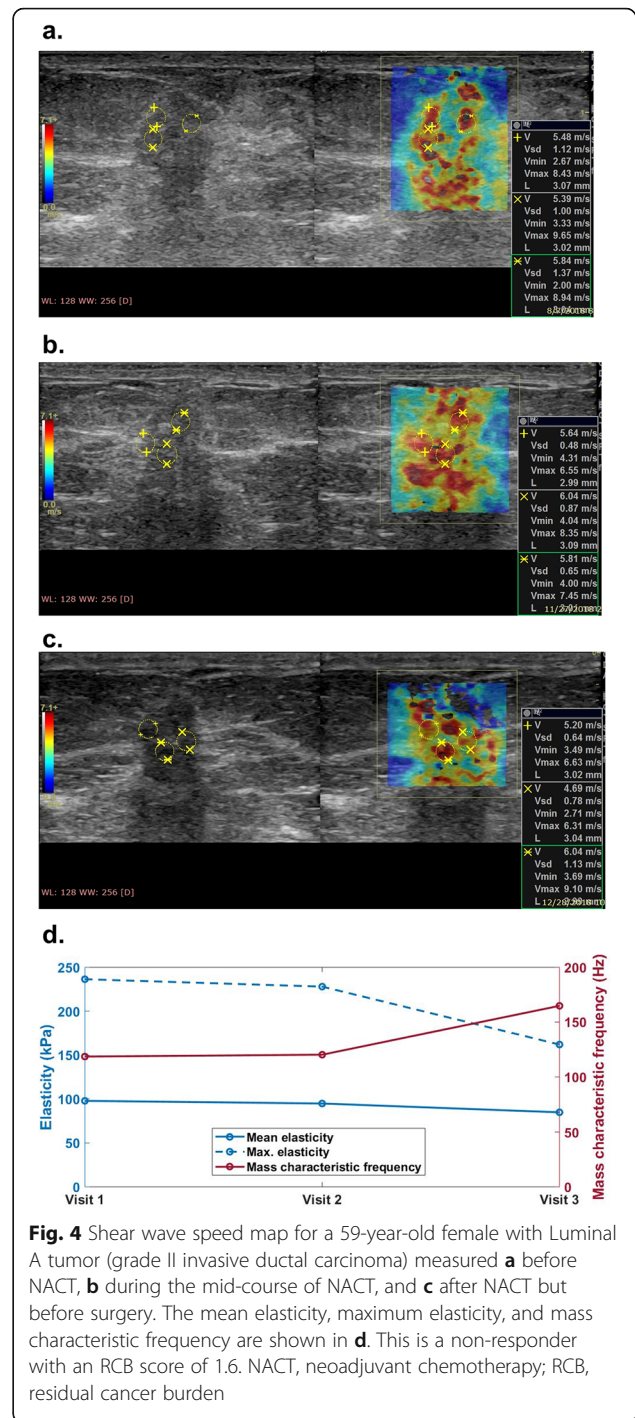 a.
+ V 5.48 m/s
Vsd 1.12 m/s
Vmin 2.67 m/s
Vmax 8.43 m/s
L 3.07 mm
× V 5.39 m/s
Vsd 1.00 m/s
Vmin 3.33 m/s
Vmax 9.65 m/s
L 3.02 mm
V 5.84 m/s
Vsd 1.37 m/s
Vmin 2.00 m/s
Vmax 8.94 m/s
L
WL: 128 WW: 256 [D]
b.
7.1+
0.0
m/s
+ V 5.64 m/s
Vsd 0.48 m/s
Vmin 4.31 m/s
Vmax 6.55 m/s
L 2.99 mm
× V 6.04 m/s
Vsd 0.87 m/s
Vmin 4.04 m/s
Vmax 8.35 m/s
L 3.09 mm
V 5.81 m/s
Vsd 0.65 m/s
Vmin 4.00 m/s
Vmax 7.45 m/s
L
WL: 128 WW: 256 [D]
c.
7.1+
+ V 5.20 m/s
Vsd 0.64 m/s
Vmin 3.49 m/s
Vmax 6.63 m/s
L 3.02 mm
× V 4.69 m/s
Vsd 0.78 m/s
Vmin 2.71 m/s
Vmax 6.31 m/s
L 3.04 mm
V 6.04 m/s
Vsd 1.13 m/s
Vmin 3.69 m/s
Vmax 9.10 m/s
L
WL: 128 WW: 256 [D]
d.
Elasticity (kPa)
250
200
150
100
50
0
Mean elasticity
Max. elasticity
Mass characteristic frequency
Visit 1 Visit 2 Visit 3
200
150
100
50
0
Mass characteristic frequency (Hz)
Fig. 4 Shear wave speed map for a 59-year-old female with Luminal
A tumor (grade II invasive ductal carcinoma) measured a before
NACT, b during the mid-course of NACT, and c after NACT but
before surgery. The mean elasticity, maximum elasticity, and mass
characteristic frequency are shown in d. This is a non-responder
with an RCB score of 1.6. NACT, neoadjuvant chemotherapy; RCB,
residual cancer burden